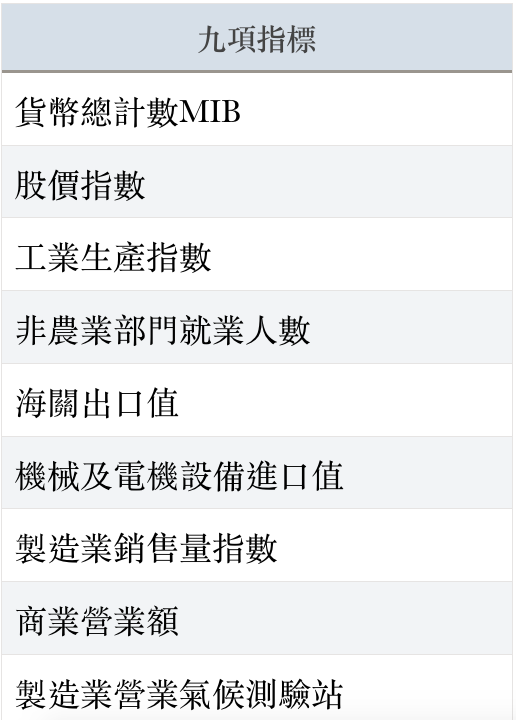 九項指標
貨幣總計數MIB
股價指數
工業生產指數
非農業部門就業人數
海關出口值
機械及電機設備進口值
製造業銷售量指數
商業營業額
製造業營業氣候測驗站